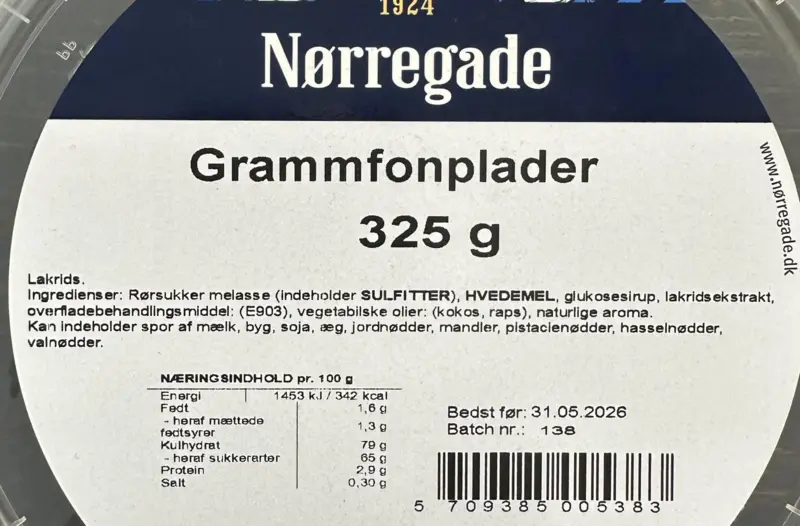 1924
Nørregade
www.nørregade.dk
Grammfonplader
325 g
Lakrids.
Ingredienser: Rørsukker melasse (indeholder SULFITTER), HVEDEMEL, glukosesirup, lakridsekstrakt,
overfladebehandlingsmiddel: (E903), vegetabilske olier: (kokos, raps), naturlige aroma.
Kan indeholder spor af mælk, byg, soja, æg, jordnødder, mandler, pistacienødder, hasselnødder,
valnødder.
NÆRINGSINDHOLD pr. 100 g
Energi 1453 kJ / 342 kcal
Fedt 1,6 g
- heraf mættede
fedtsyrer 1,3 g
Kulhydrat 79 g
- heraf sukkerarter 65 g
Protein 2,9 g
Salt 0,30 g
Bedst før: 31.05.2026
Batch nr.: 138
5 709385 005383